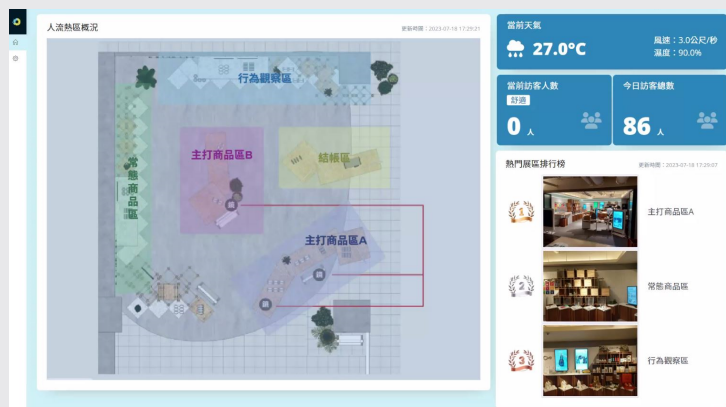 人流熱區概況
更新時間：2023-07-18 17:29:21
行為觀察區
主打商品區B
結帳區
常態商品區
主打商品區A
當前天氣
27.0°C
風速：3.0公尺/秒
溫度：90.0%
當前訪客人數
舒適
0 人
今日訪客總數
86 人
熱門展區排行榜
更新時間：2023-07-18 17:29:07
1
主打商品區A
2
常態商品區
3
行為觀察區